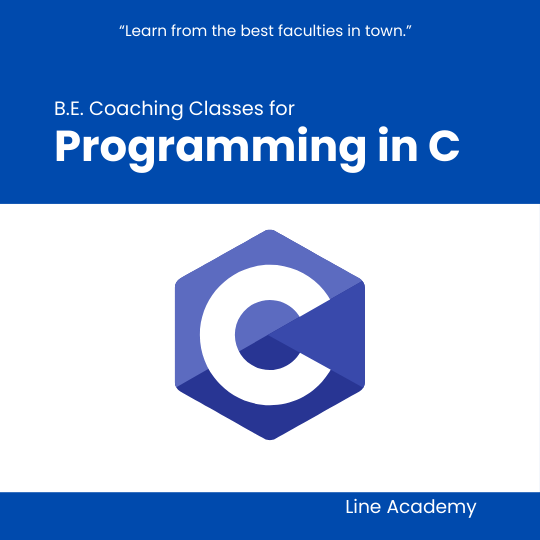 “Learn from the best faculties in town.”
B.E. Coaching Classes for
Programming in C
C
Line Academy